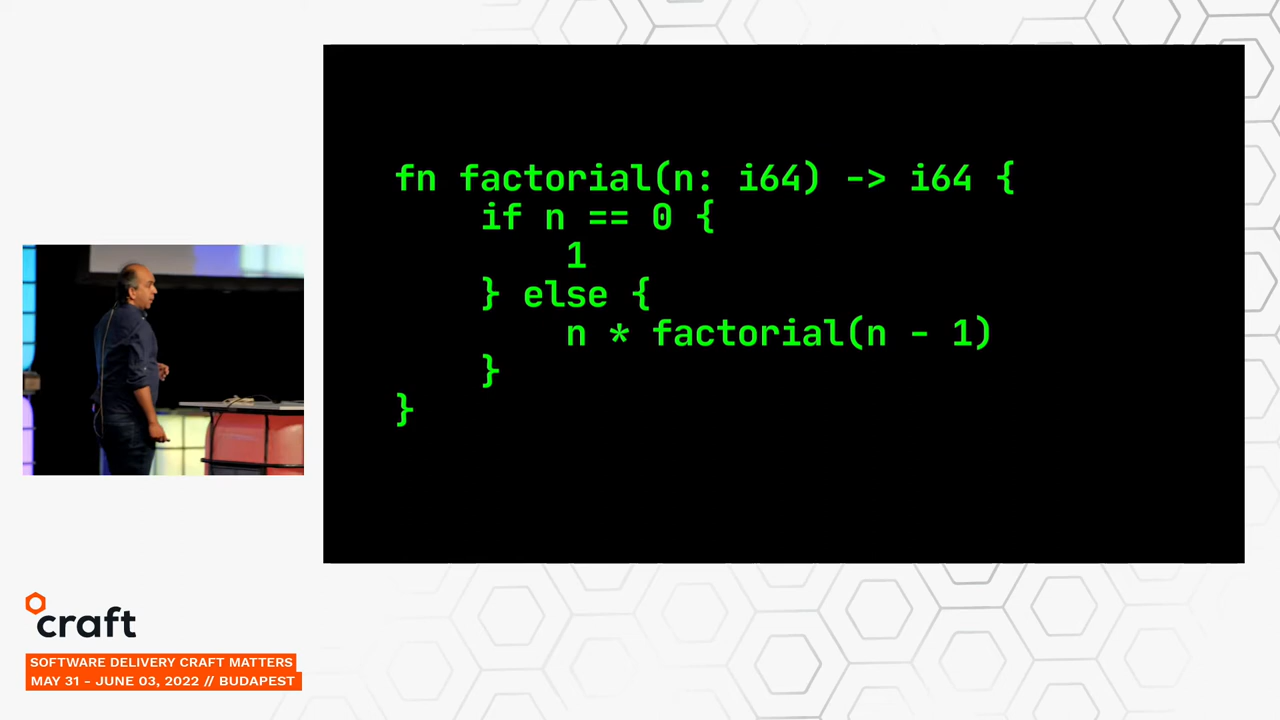 fn factorial(n: i64) -> i64 {
    if n == 0 {
        1
    } else {
        n * factorial(n - 1)
    }
}
craft
SOFTWARE DELIVERY CRAFT MATTERS
MAY 31 - JUNE 03, 2022 // BUDAPEST